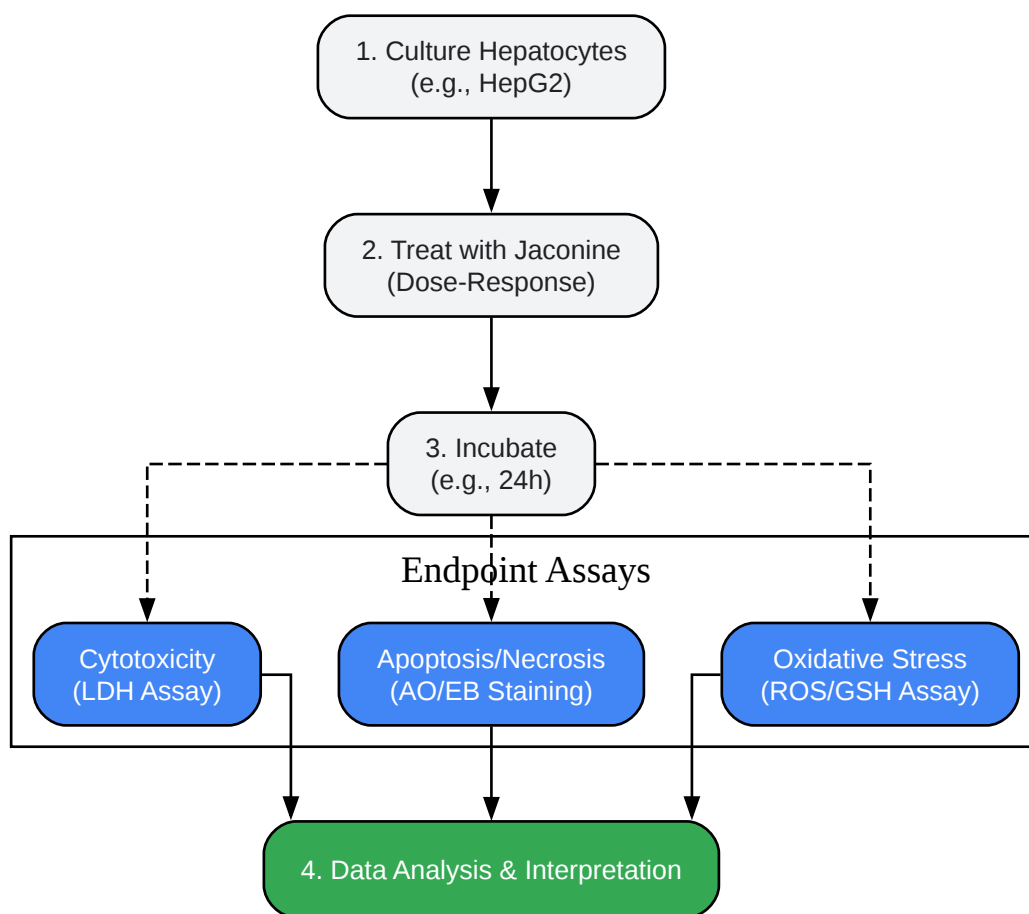 1. Culture Hepatocytes
(e.g., HepG2)
2. Treat with Jaconine
(Dose-Response)
3. Incubate
(e.g., 24h)
Endpoint Assays
Cytotoxicity
(LDH Assay)
Apoptosis/Necrosis
(AO/EB Staining)
Oxidative Stress
(ROS/GSH Assay)
4. Data Analysis & Interpretation